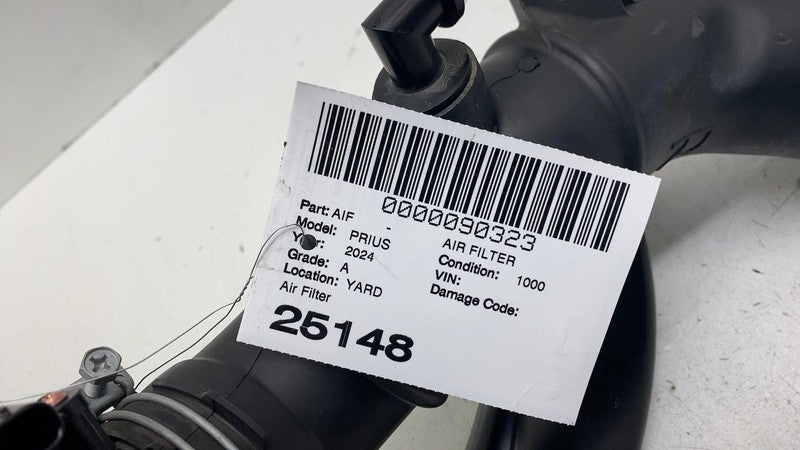 0000090323
Part: AIF - AIR FILTER
Model: PRIUS Condition: 1000
Year: 2024 VIN:
Grade: A Damage Code:
Location: YARD
Air Filter
25148